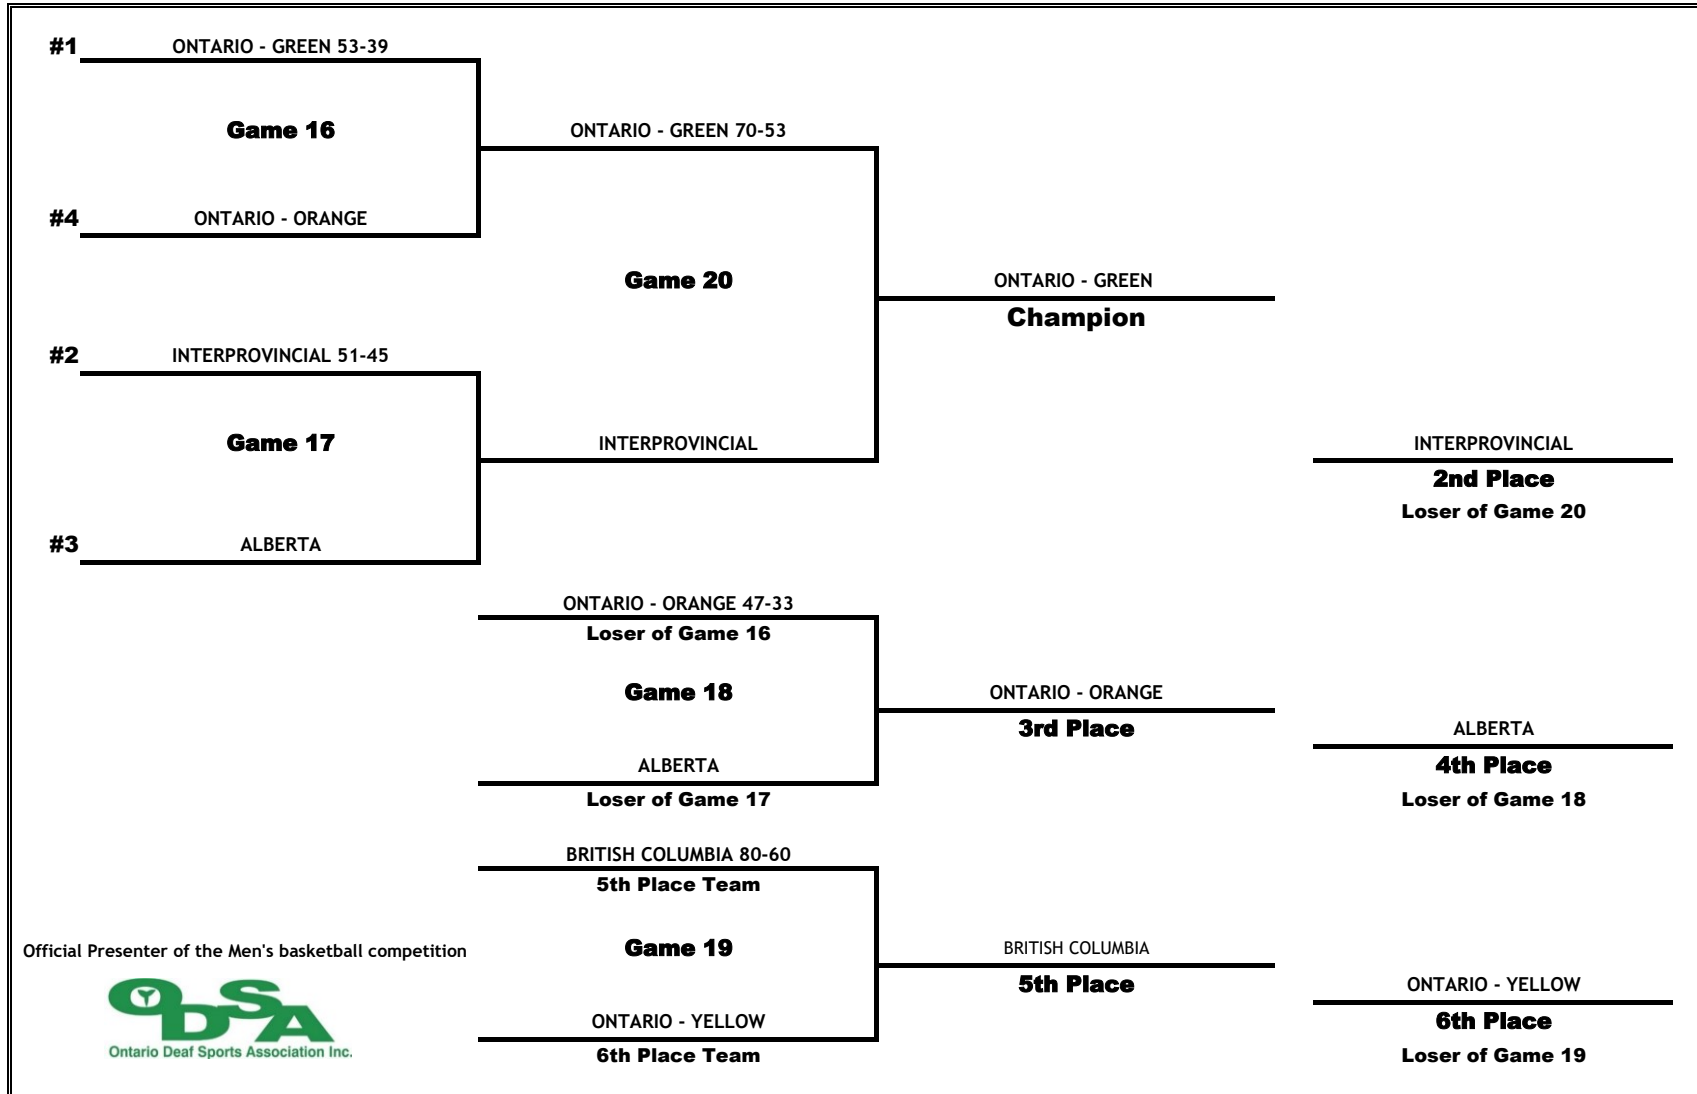 #1
ONTARIO - GREEN 53-39
Game 16
ONTARIO - GREEN 70-53
#4
ONTARIO - ORANGE
Game 20
ONTARIO - GREEN
Champion
#2
INTERPROVINCIAL 51-45
Game 17
INTERPROVINCIAL
INTERPROVINCIAL
2nd Place
Loser of Game 20
#3
ALBERTA
ONTARIO - ORANGE 47-33
Loser of Game 16
Game 18
ONTARIO - ORANGE
3rd Place
ALBERTA
4th Place
Loser of Game 18
ALBERTA
Loser of Game 17
BRITISH COLUMBIA 80-60
5th Place Team
Game 19
BRITISH COLUMBIA
5th Place
ONTARIO - YELLOW
6th Place
Loser of Game 19
ONTARIO - YELLOW
6th Place Team
Official Presenter of the Men's basketball competition
ODSA
Ontario Deaf Sports Association Inc.